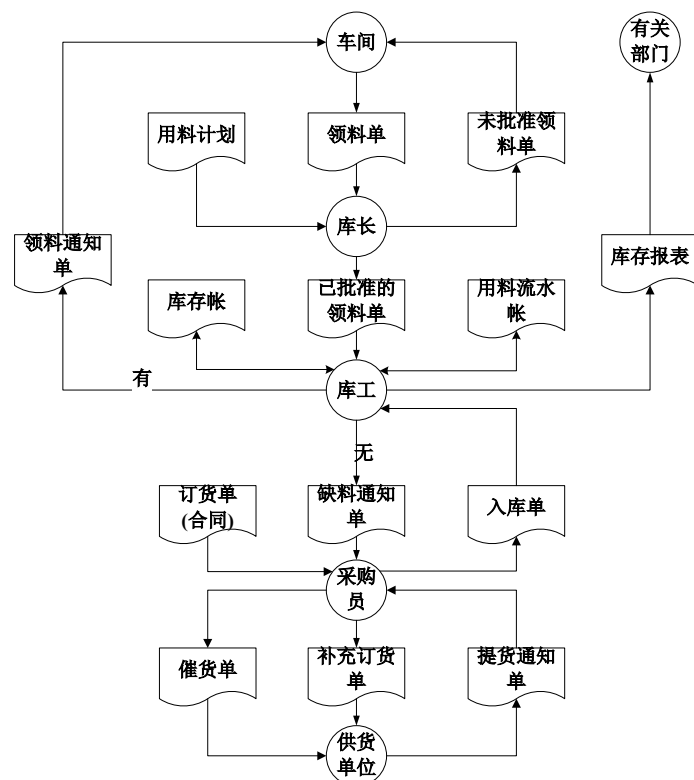 车间
有关
部门
用料计划
领料单
未批准领
料单
库长
领料通知
单
库存报表
库存帐
已批准的
领料单
用料流水
帐
有
库工
无
订货单
(合同)
缺料通知
单
入库单
采购
员
催货单
补充订货
单
提货通知
单
供货
单位